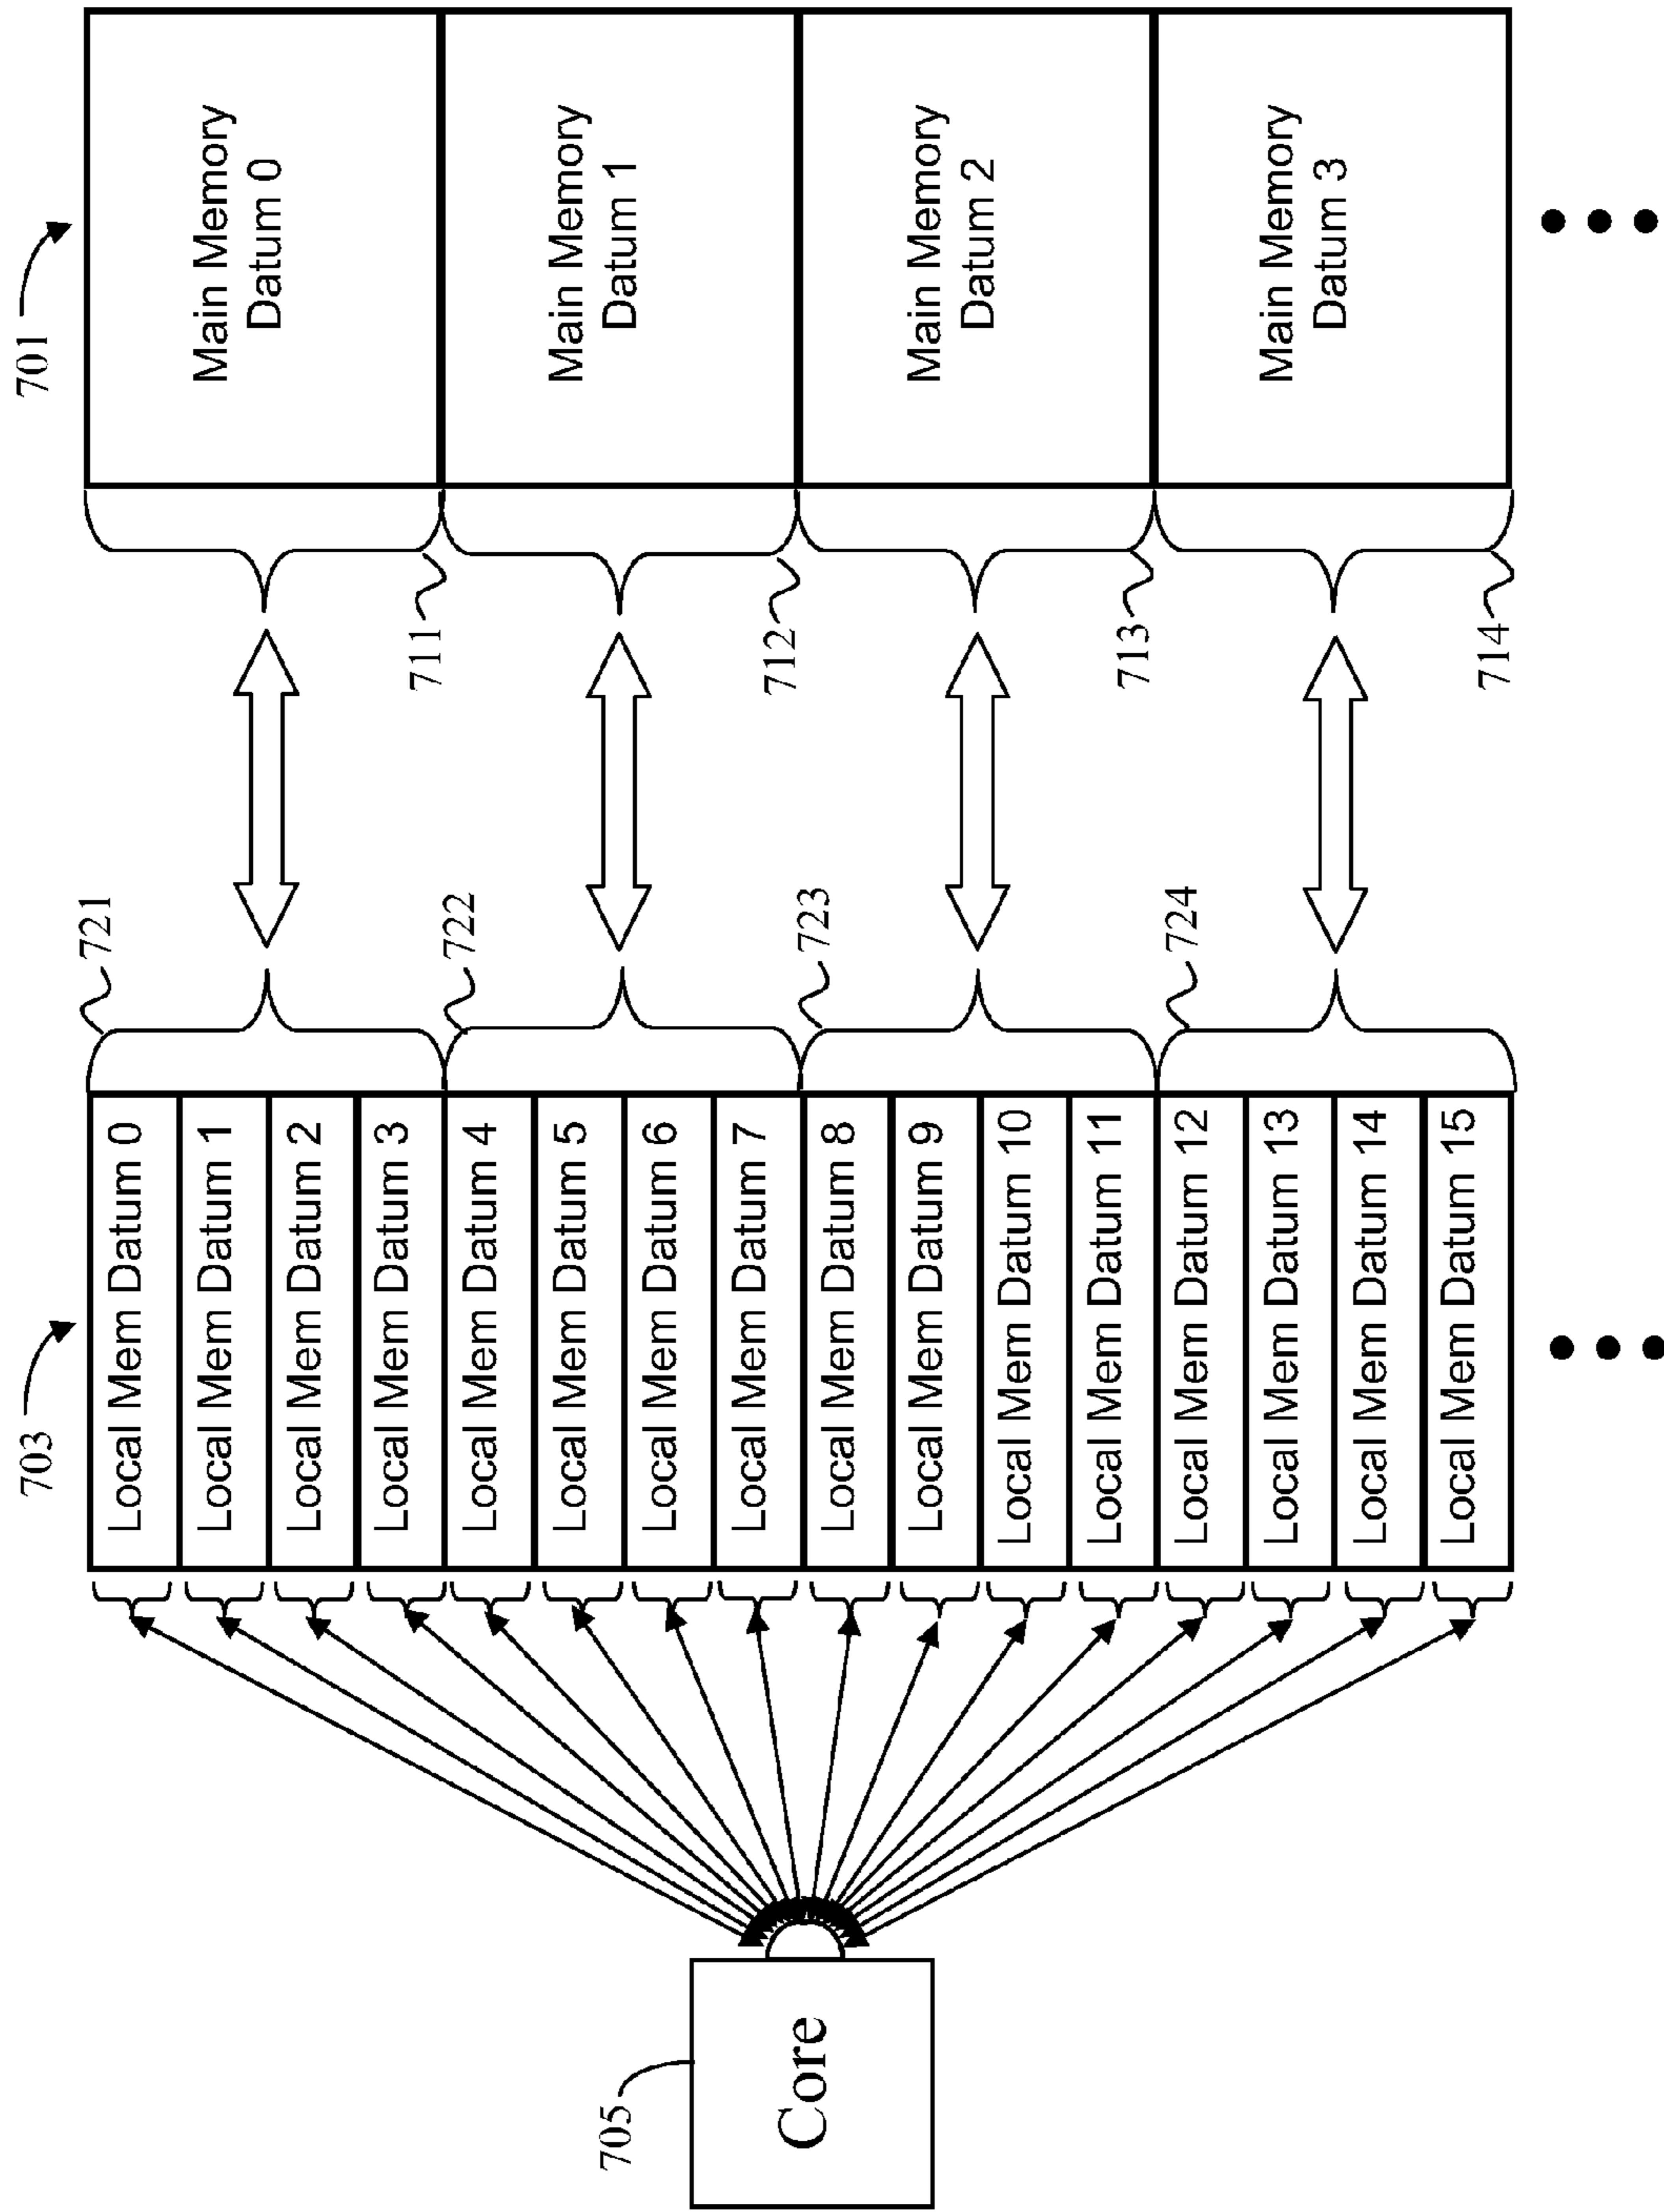 703
701
Local Mem Datum 0
Local Mem Datum 1
Local Mem Datum 2
Local Mem Datum 3
Local Mem Datum 4
Local Mem Datum 5
Local Mem Datum 6
Local Mem Datum 7
Local Mem Datum 8
Local Mem Datum 9
Local Mem Datum 10
Local Mem Datum 11
Local Mem Datum 12
Local Mem Datum 13
Local Mem Datum 14
Local Mem Datum 15
721
722
723
724
711
712
713
714
Main Memory
Datum 0
Main Memory
Datum 1
Main Memory
Datum 2
Main Memory
Datum 3
705
Core